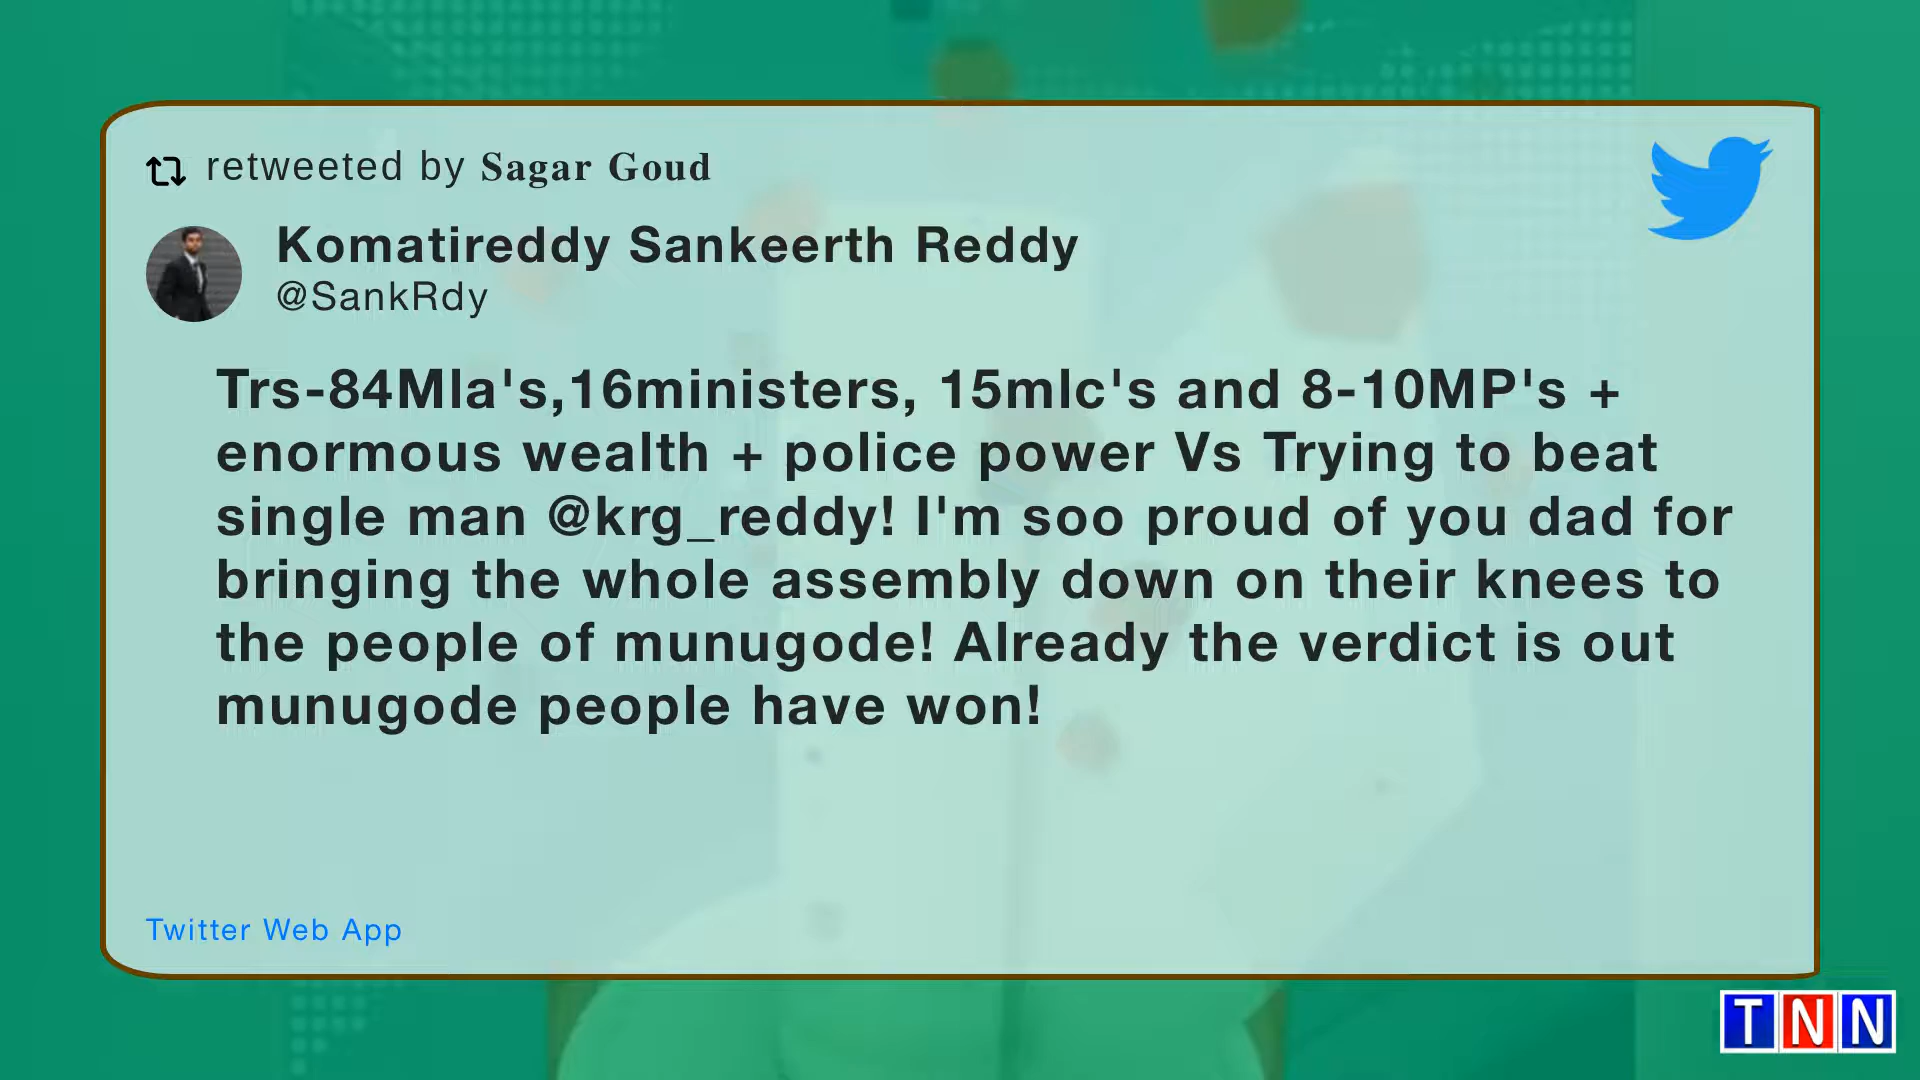 retweeted by Sagar Goud
Komatireddy Sankeerth Reddy
@SankRdy
Trs-84Mla's,16ministers, 15mlc's and 8-10MP's +
enormous wealth + police power Vs Trying to beat
single man @krg_reddy! I'm soo proud of you dad for
bringing the whole assembly down on their knees to
the people of munugode! Already the verdict is out
munugode people have won!
Twitter Web App
TNN